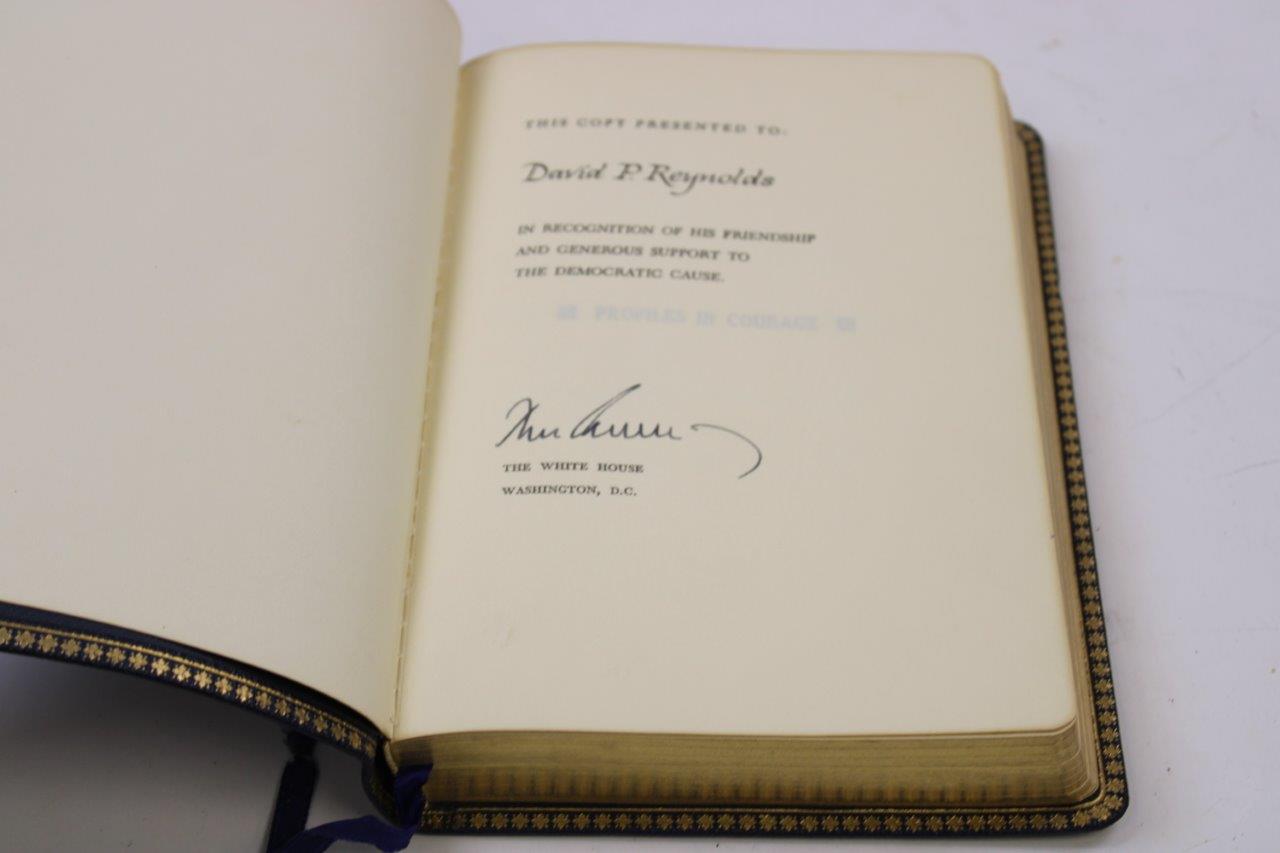 THIS COPY PRESENTED TO:
David P. Reynolds
IN RECOGNITION OF HIS FRIENDSHIP
AND GENEROUS SUPPORT TO
THE DEMOCRATIC CAUSE.
PROFILES IN COURAGE
THE WHITE HOUSE
WASHINGTON, D.C.